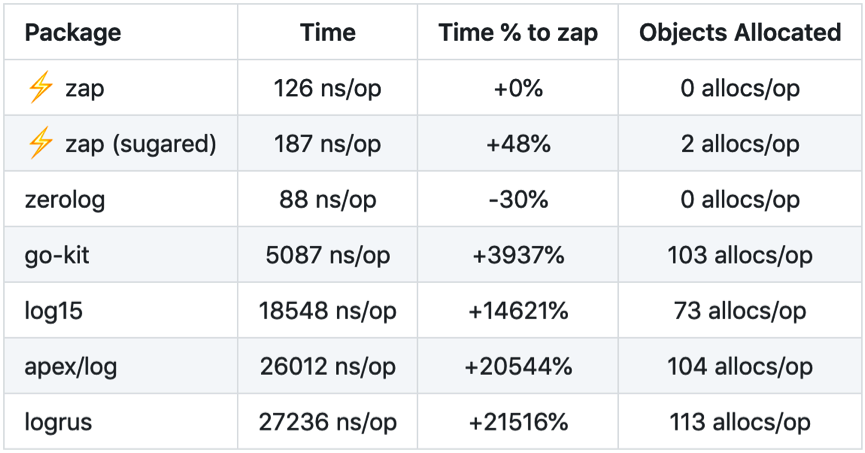 Package Time Time % to zap Objects Allocated
⚡ zap 126 ns/op +0% 0 allocs/op
⚡ zap (sugared) 187 ns/op +48% 2 allocs/op
zerolog 88 ns/op -30% 0 allocs/op
go-kit 5087 ns/op +3937% 103 allocs/op
log15 18548 ns/op +14621% 73 allocs/op
apex/log 26012 ns/op +20544% 104 allocs/op
logrus 27236 ns/op +21516% 113 allocs/op